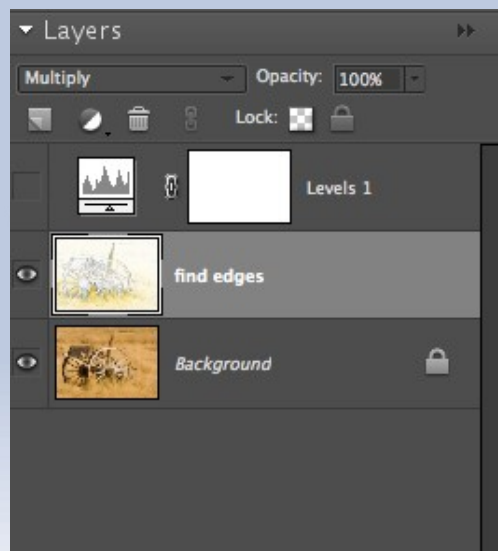 Layers
Multiply Opacity: 100%
Lock:
Levels 1
find edges
Background